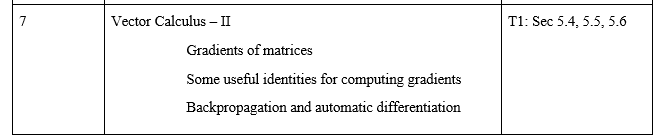 7
Vector Calculus – II
T1: Sec 5.4, 5.5, 5.6
Gradients of matrices
Some useful identities for computing gradients
Backpropagation and automatic differentiation